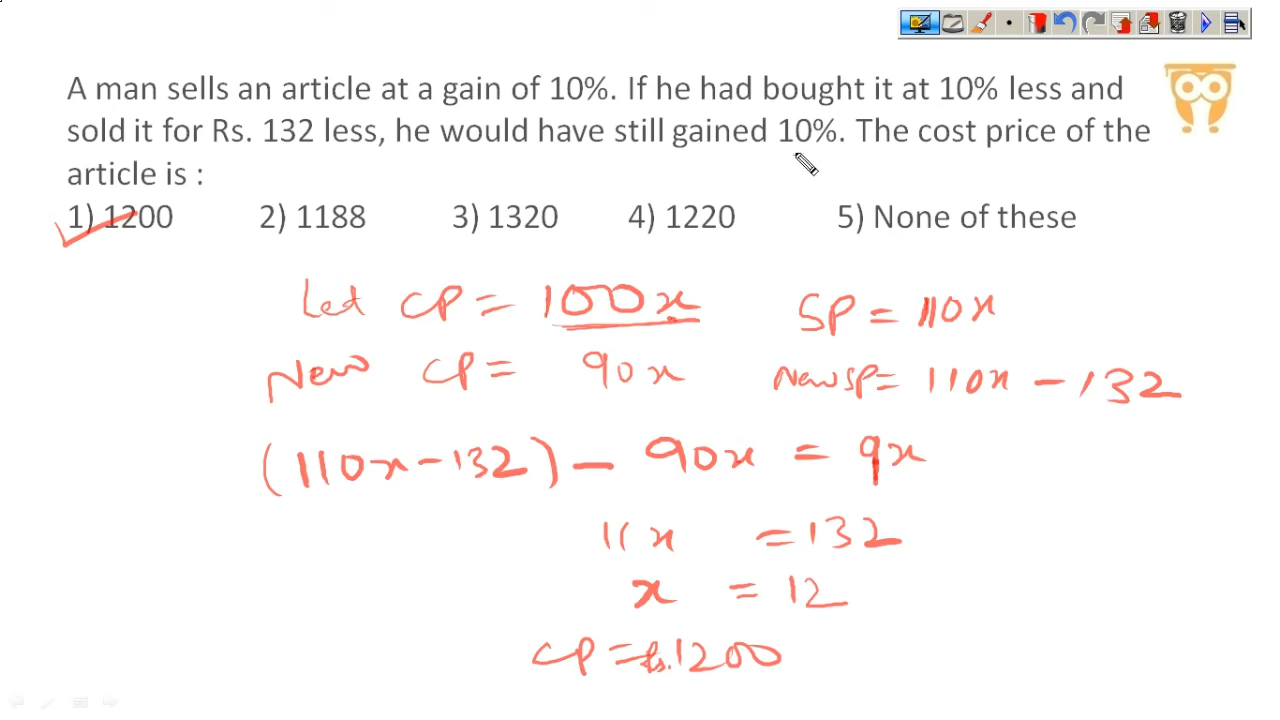 A man sells an article at a gain of 10%. If he had bought it at 10% less and
sold it for Rs. 132 less, he would have still gained 10%. The cost price of the
article is :
1) 1200 2) 1188 3) 1320 4) 1220 5) None of these
Let CP = 100x SP = 110x
New CP = 90x New SP = 110x - 132
(110x - 132) - 90x = 9x
11x = 132
x = 12
CP = Rs. 1200